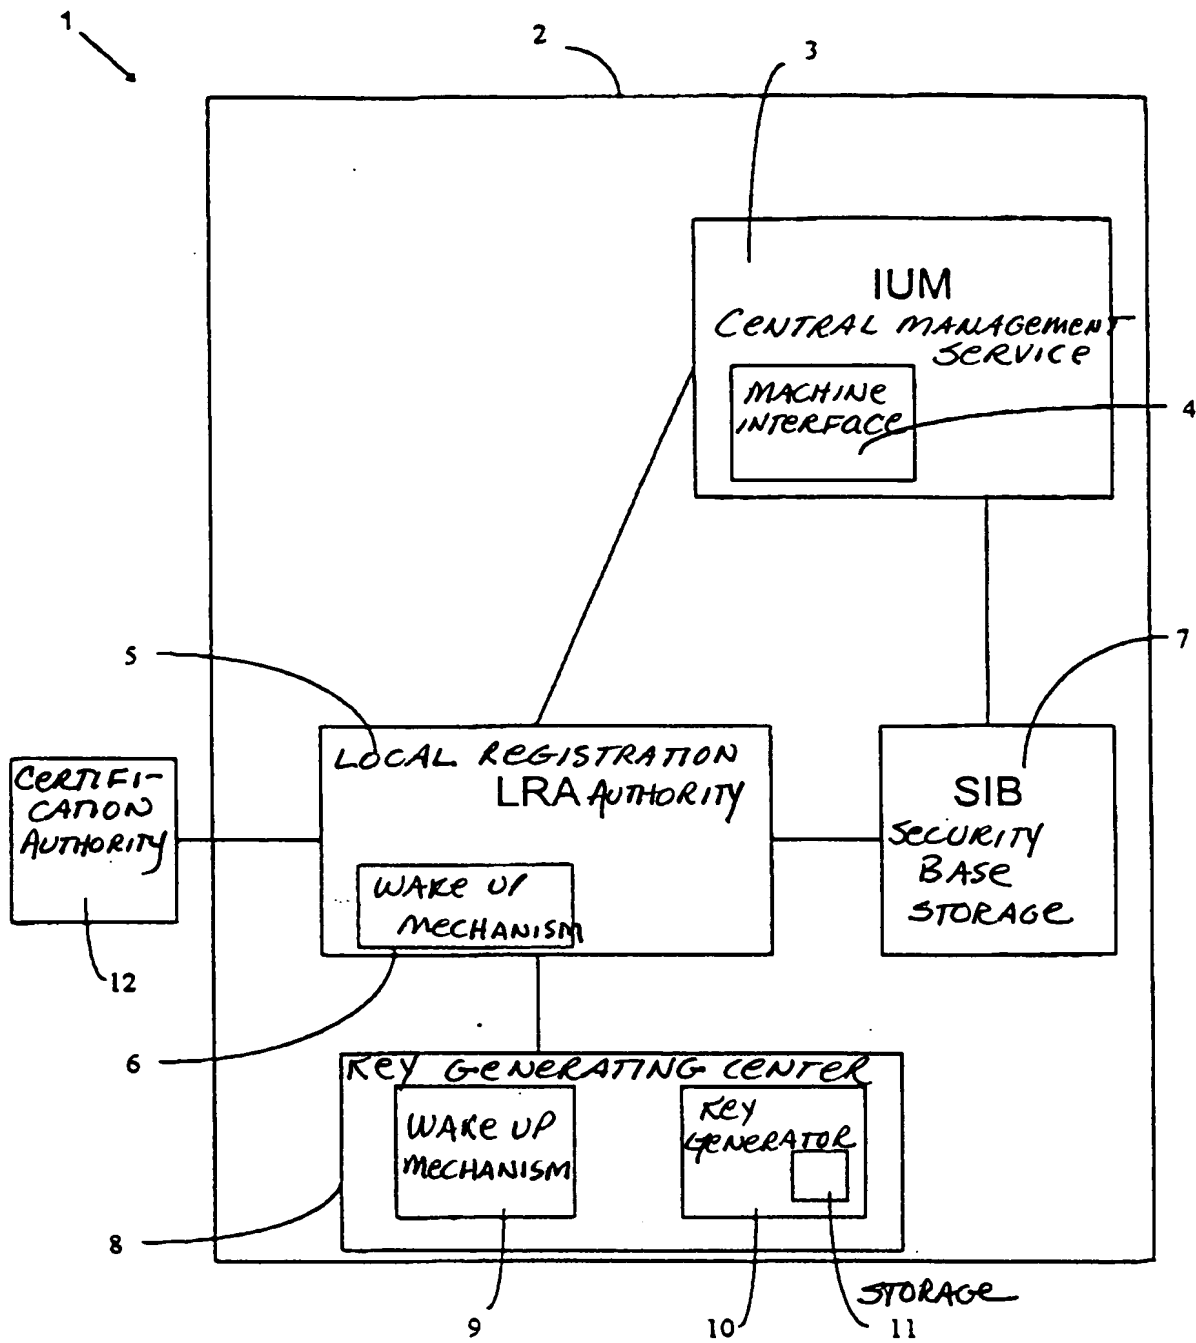 1
2
3
IUM
CENTRAL MANAGEMENT
SERVICE
MACHINE
INTERFACE
4
5
7
LOCAL REGISTRATION
LRA AUTHORITY
CERTIFI-
CATION
AUTHORITY
SIB
SECURITY
BASE
STORAGE
WAKE UP
MECHANISM
12
6
KEY GENERATING CENTER
WAKE UP
MECHANISM
KEY
GENERATOR
8
STORAGE
9
10
11